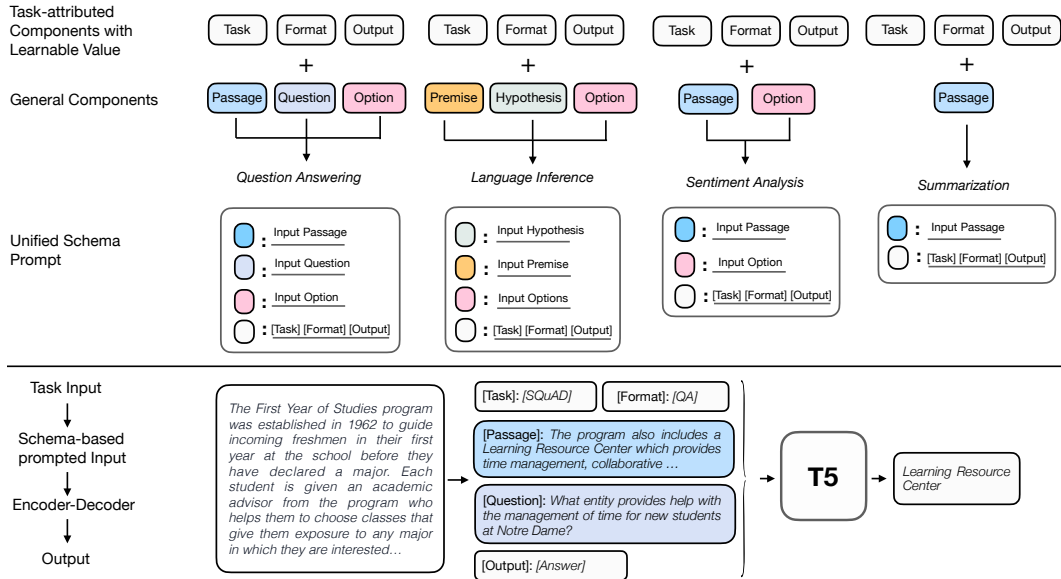 Task-attributed
Components with
Learnable Value
Task Format Output
Task Format Output
Task Format Output
Task Format Output
+ + + +
General Components
Passage Question Option
Premise Hypothesis Option
Passage Option
Passage
Question Answering
Language Inference
Sentiment Analysis
Summarization
Unified Schema
Prompt
: Input Passage
: Input Question
: Input Option
: [Task] [Format] [Output]
: Input Hypothesis
: Input Premise
: Input Options
: [Task] [Format] [Output]
: Input Passage
: Input Option
: [Task] [Format] [Output]
: Input Passage
: [Task] [Format] [Output]
Task Input
Schema-based
prompted Input
Encoder-Decoder
Output
The First Year of Studies program
was established in 1962 to guide
incoming freshmen in their first
year at the school before they
have declared a major. Each
student is given an academic
advisor from the program who
helps them to choose classes that
give them exposure to any major
in which they are interested…
[Task]: [SQuAD]
[Format]: [QA]
[Passage]: The program also includes a
Learning Resource Center which provides
time management, collaborative …
[Question]: What entity provides help with
the management of time for new students
at Notre Dame?
[Output]: [Answer]
T5
Learning Resource
Center